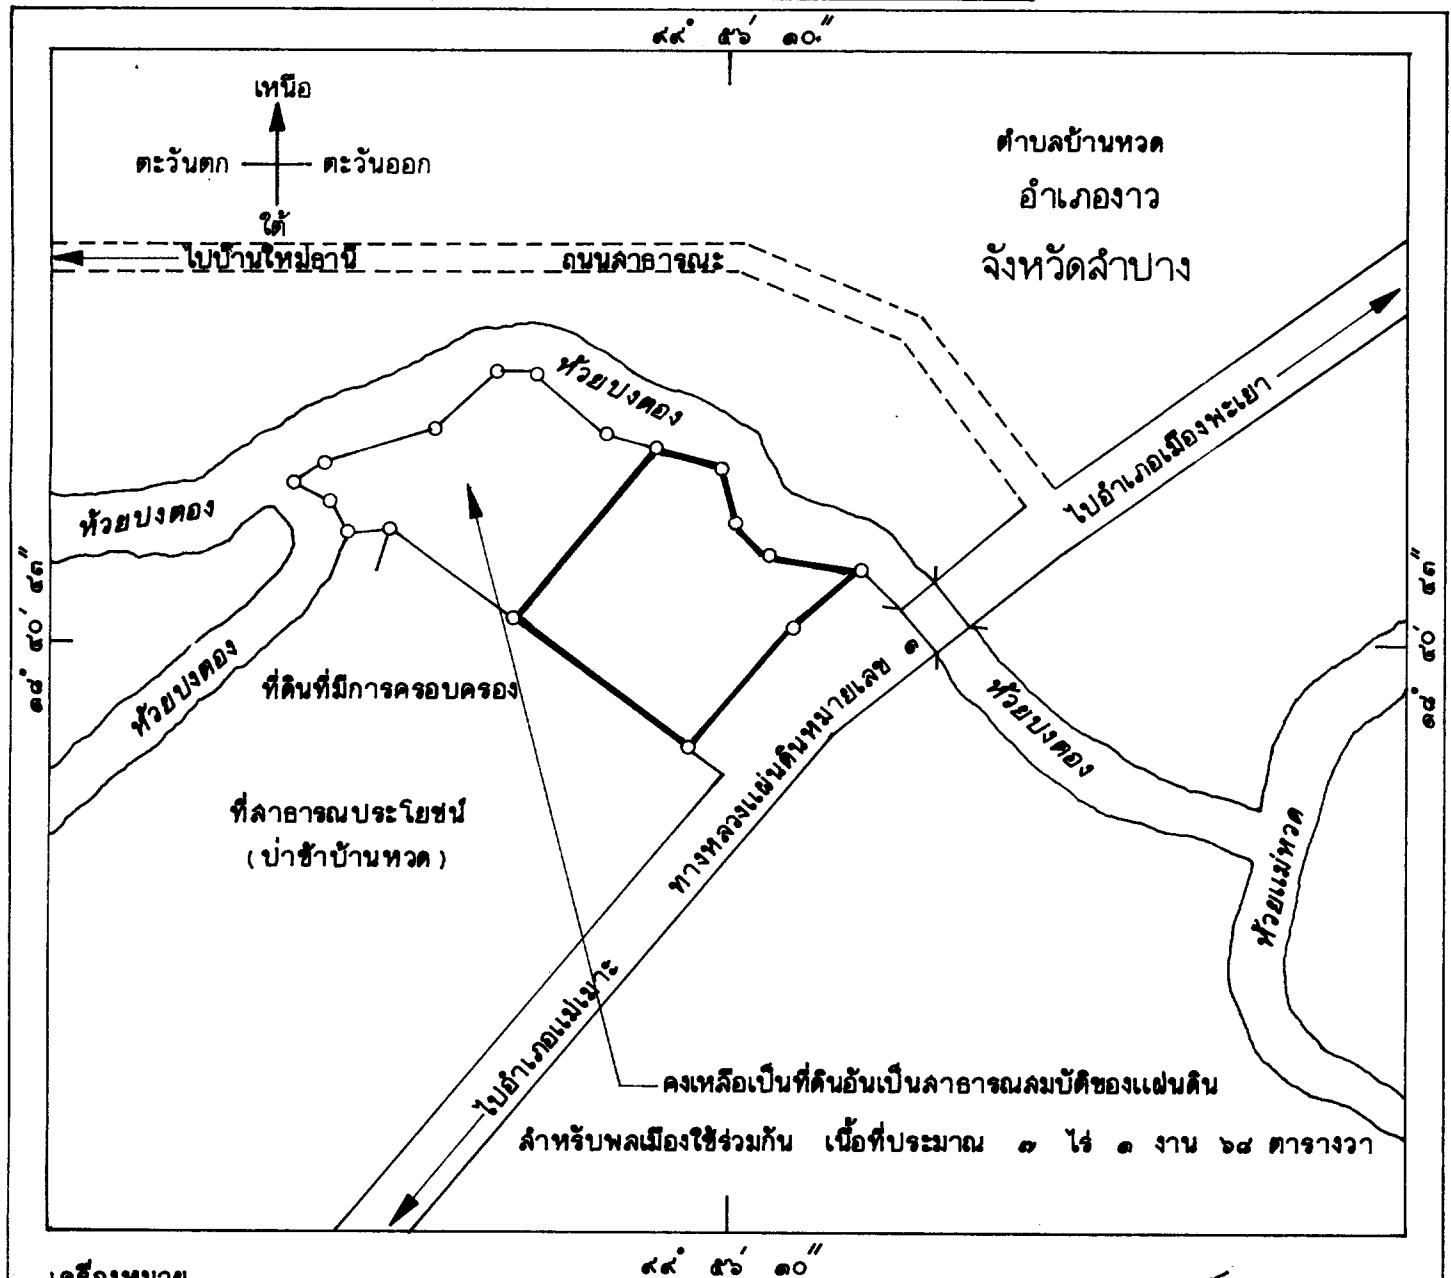 ๙๙° ๕๖′ ๑๐″
เหนือ
ตะวันตก ตะวันออก
ใต้
ตำบลบ้านหวด
อำเภองาว
จังหวัดลำปาง
ไปบ้านใหม่ธานี ถนนสาธารณะ
ห้วยบงตอง
ไปอำเภอเมืองพะเยา
ห้วยบงตอง
๑๘° ๔๐′ ๔๓″
๑๘° ๔๐′ ๔๓″
ห้วยบงตอง
ที่ดินที่มีการครอบครอง
ทางหลวงแผ่นดินหมายเลข ๑
ห้วยบงตอง
ที่สาธารณประโยชน์
(ป่าช้าบ้านหวด)
ห้วยแม่หวด
ไปอำเภอแม่เมาะ
คงเหลือเป็นที่ดินอันเป็นสาธารณสมบัติของแผ่นดิน
สำหรับพลเมืองใช้ร่วมกัน เนื้อที่ประมาณ ๗ ไร่ ๑ งาน ๖๘ ตารางวา
๙๙° ๕๖′ ๑๐″
เครื่องหมาย